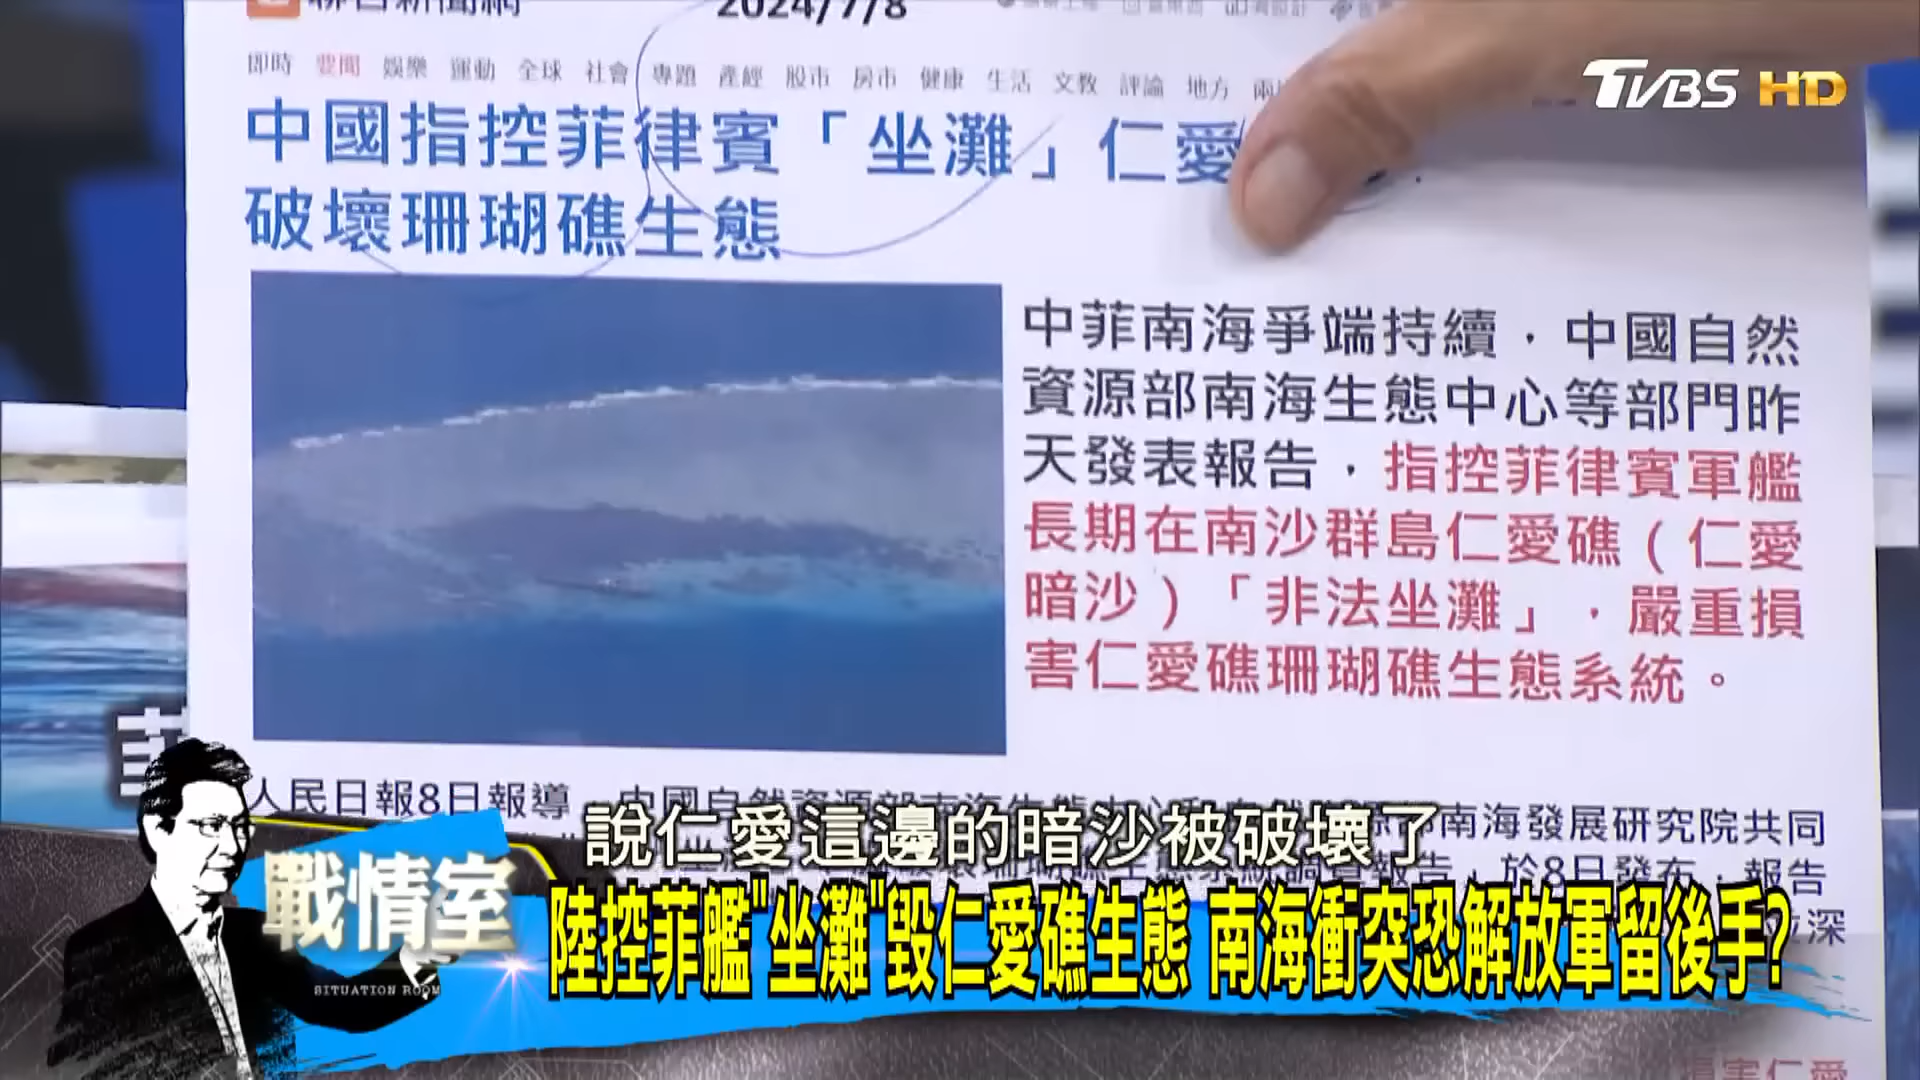 聯合新聞網
2024/7/8
即時 要聞 娛樂 運動 全球 社會 專題 產經 股市 房市 健康 生活 文教 評論 地方
TVBS HD
中國指控菲律賓「坐灘」仁愛
破壞珊瑚礁生態
中菲南海爭端持續，中國自然
資源部南海生態中心等部門昨
天發表報告，指控菲律賓軍艦
長期在南沙群島仁愛礁（仁愛
暗沙）「非法坐灘」，嚴重損
害仁愛礁珊瑚礁生態系統。
人民日報8日報導
南海發展研究院共同
於8日發布，報告
說仁愛這邊的暗沙被破壞了
戰情室
SITUATION ROOM
陸控菲艦"坐灘"毀仁愛礁生態 南海衝突恐解放軍留後手?